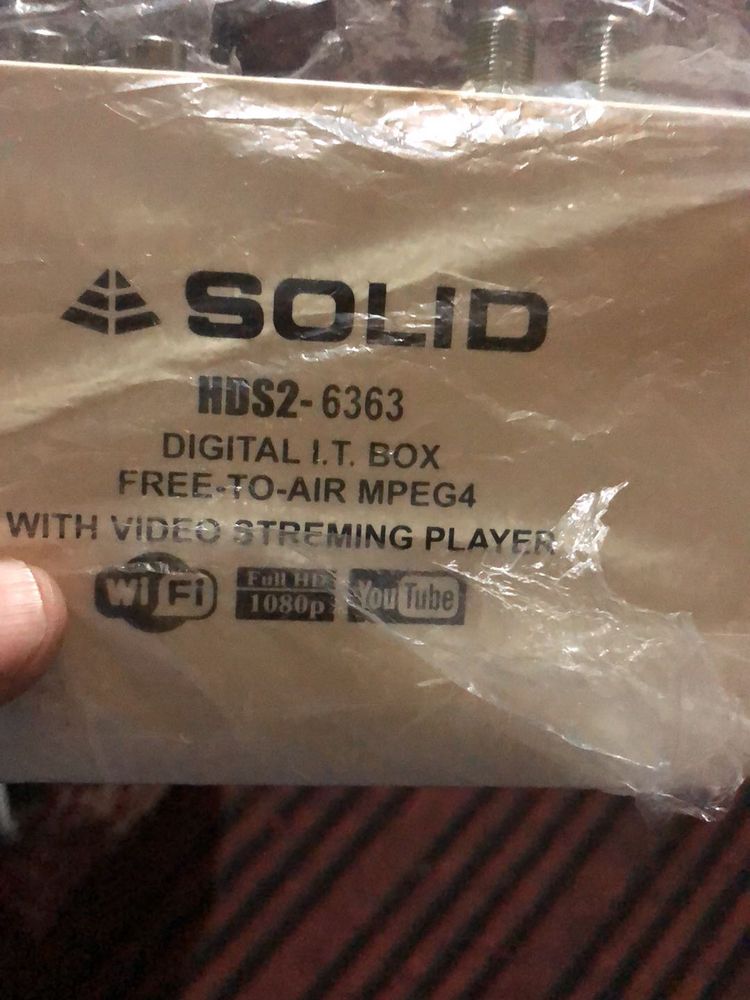 SOLID
HDS2-6363
DIGITAL I.T. BOX
FREE-TO-AIR MPEG4
WITH VIDEO STREMING PLAYER
WiFi Full HD 1080p YouTube